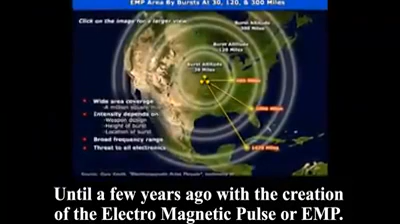 EMP Area By Bursts At 30, 120, & 300 Miles
Click on the image for a larger view.
Burst Altitude
300 Miles
Burst Altitude
120 Miles
Burst Altitude
30 Miles
Wide area coverage
Intensity depends on
- Weapon design
- Height of burst
- Location of burst
Broad frequency range
Threat to all electronics
1470 Miles
Until a few years ago with the creation
of the Electro Magnetic Pulse or EMP.